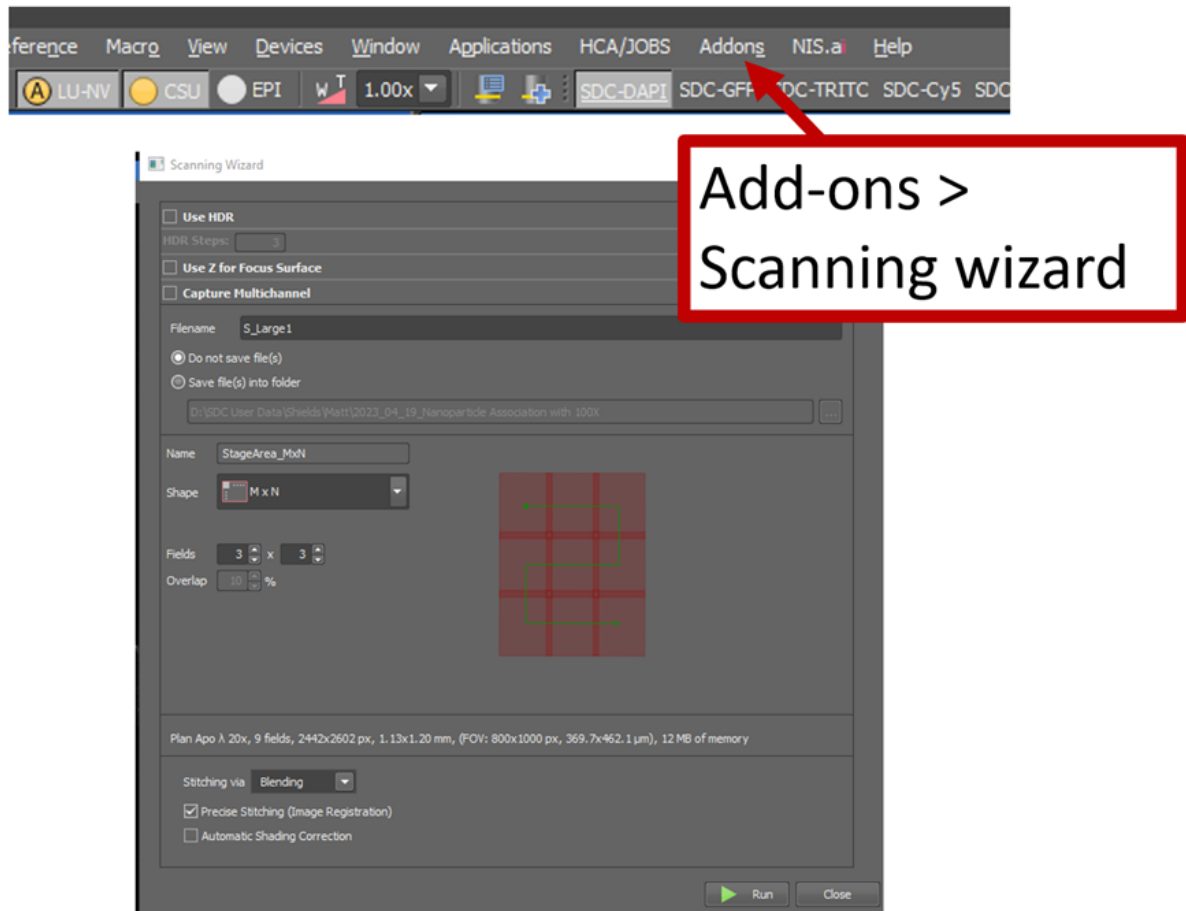 ference Macro View Devices Window Applications HCA/JOBS Addons NIS.ai Help
A LU-NV CSU EPI W T 1.00x SDC-DAPI SDC-GFP SDC-TRITC SDC-Cy5 SDC
Add-ons >
Scanning wizard
Scanning Wizard
Use HDR
HDR Steps: 3
Use Z for Focus Surface
Capture Multichannel
Filename S_Large1
Do not save file(s)
Save file(s) into folder
D:\SDC User Data\Shields\Matt\2023_04_19_Nanoparticle Association with 100X ...
Name StageArea_MxN
Shape M x N
Fields 3 x 3
Overlap 10 %
Plan Apo λ 20x, 9 fields, 2442x2602 px, 1.13x1.20 mm, (FOV: 800x1000 px, 369.7x462.1 µm), 12 MB of memory
Stitching via Blending
Precise Stitching (Image Registration)
Automatic Shading Correction
Run Close